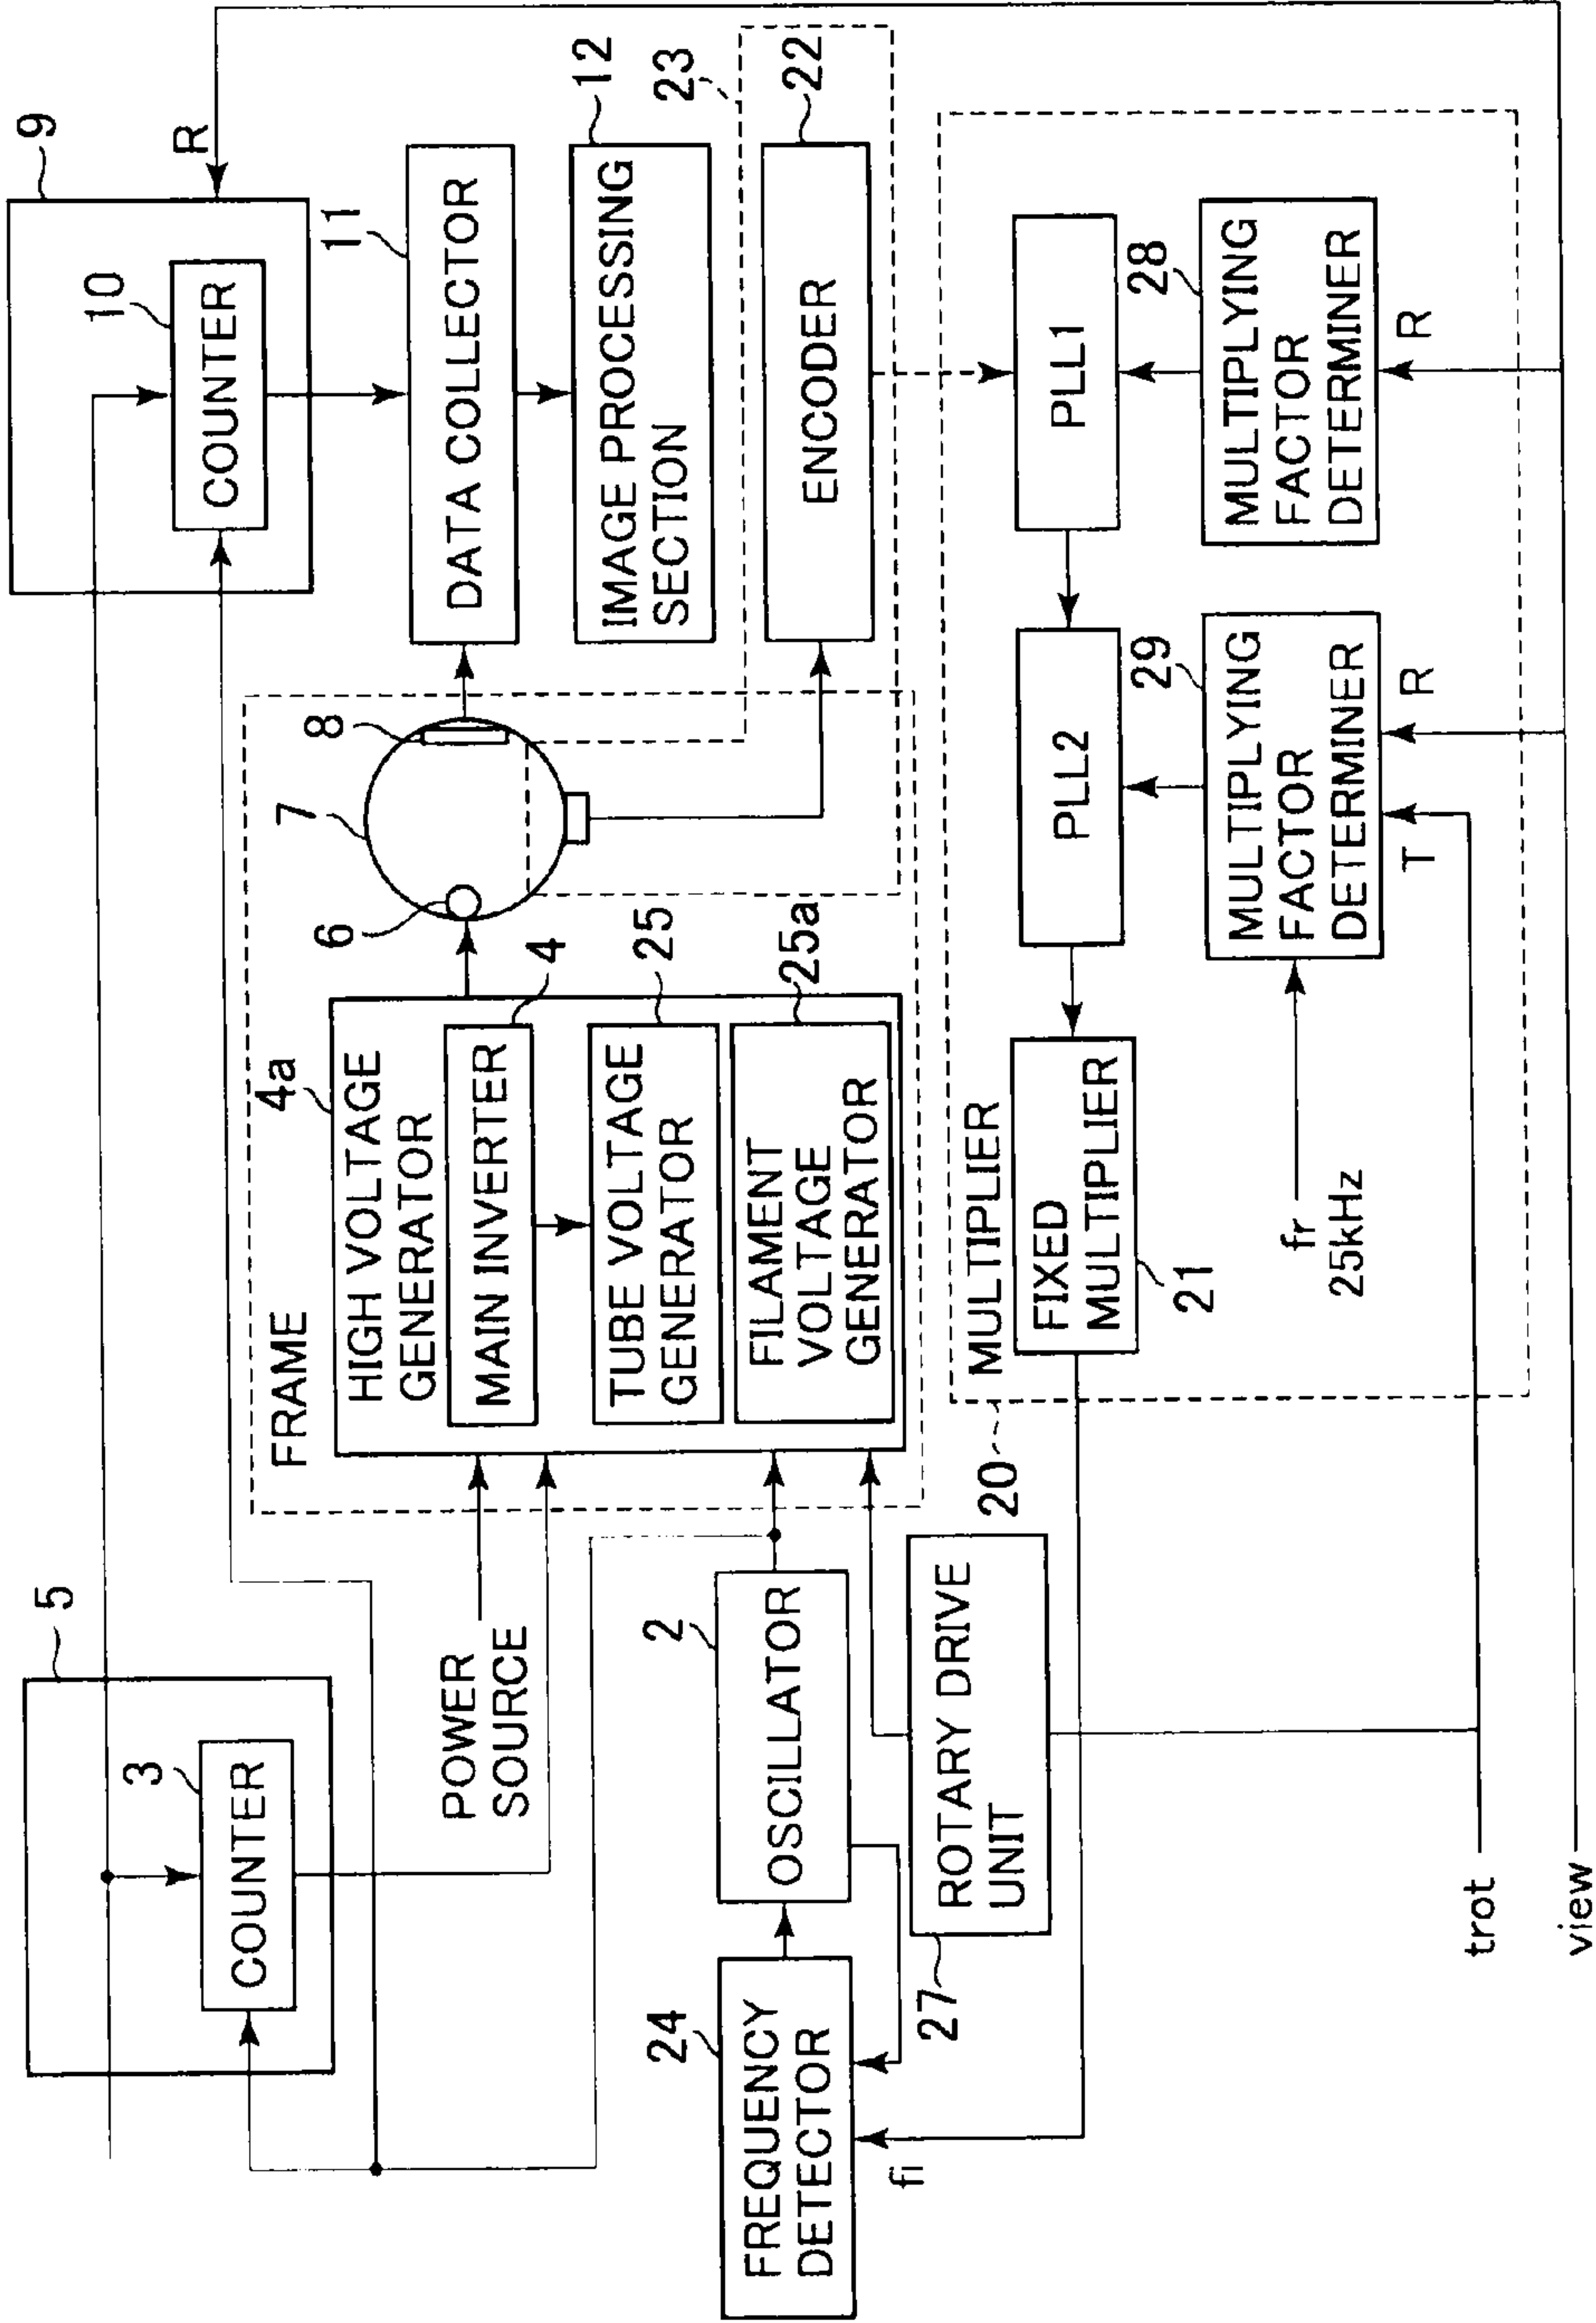 5
3
COUNTER
9
R
10
COUNTER
11
DATA COLLECTOR
12
IMAGE PROCESSING
SECTION
FRAME
4a
HIGH VOLTAGE
GENERATOR
4
MAIN INVERTER
25
TUBE VOLTAGE
GENERATOR
25a
FILAMENT
VOLTAGE
GENERATOR
6
7
8
23
22
ENCODER
POWER
SOURCE
2
OSCILLATOR
24
FREQUENCY
DETECTOR
fi
27
ROTARY DRIVE
UNIT
20
MULTIPLIER
FIXED
MULTIPLIER
21
PLL2
PLL1
29
MULTIPLYING
FACTOR
DETERMINER
28
MULTIPLYING
FACTOR
DETERMINER
fr
25kHz
T
R
R
trot
view